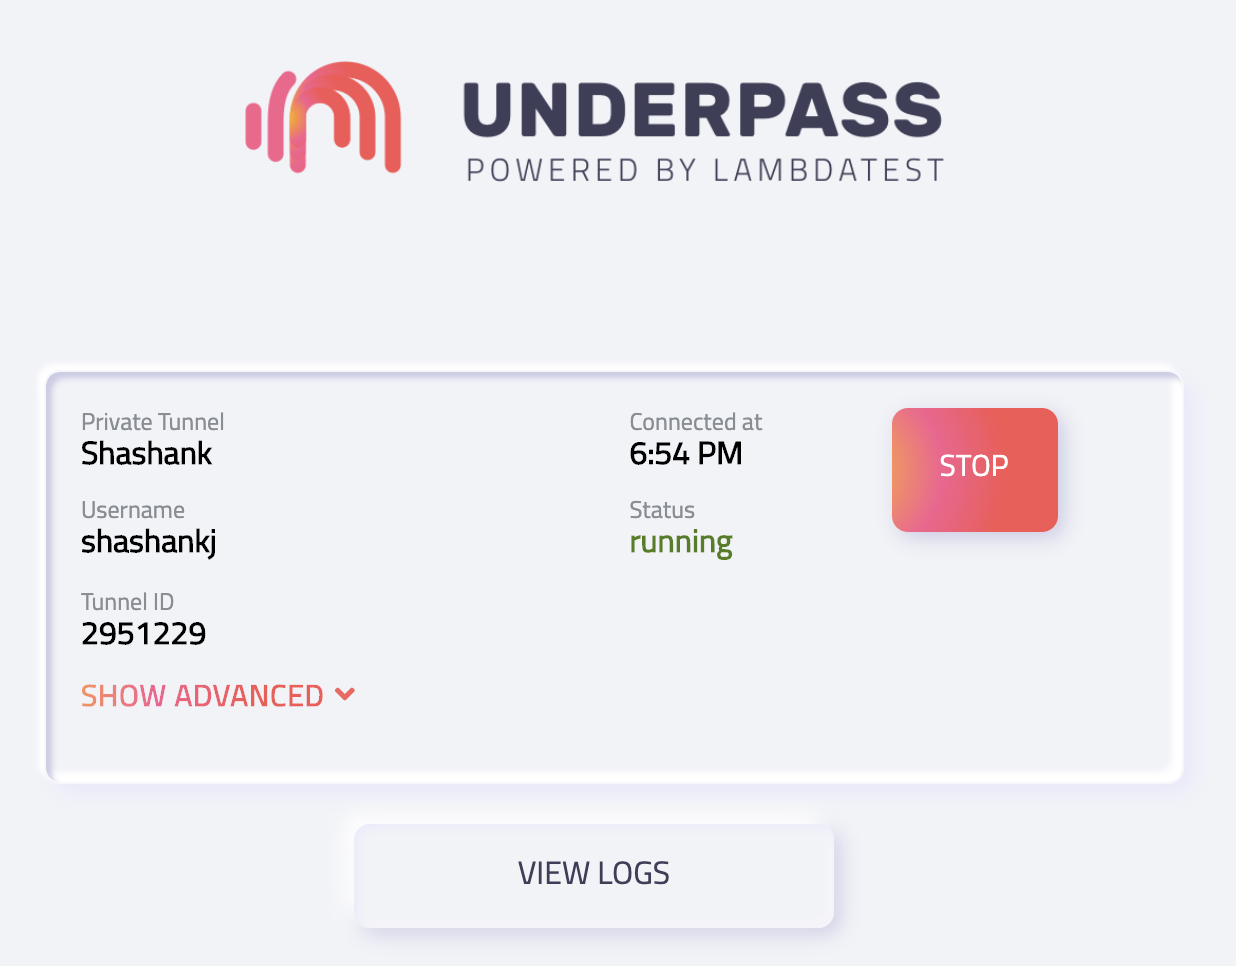 UNDERPASS
POWERED BY LAMBDATEST
Private Tunnel
Shashank
Connected at
6:54 PM
STOP
Username
shashankj
Status
running
Tunnel ID
2951229
SHOW ADVANCED
VIEW LOGS